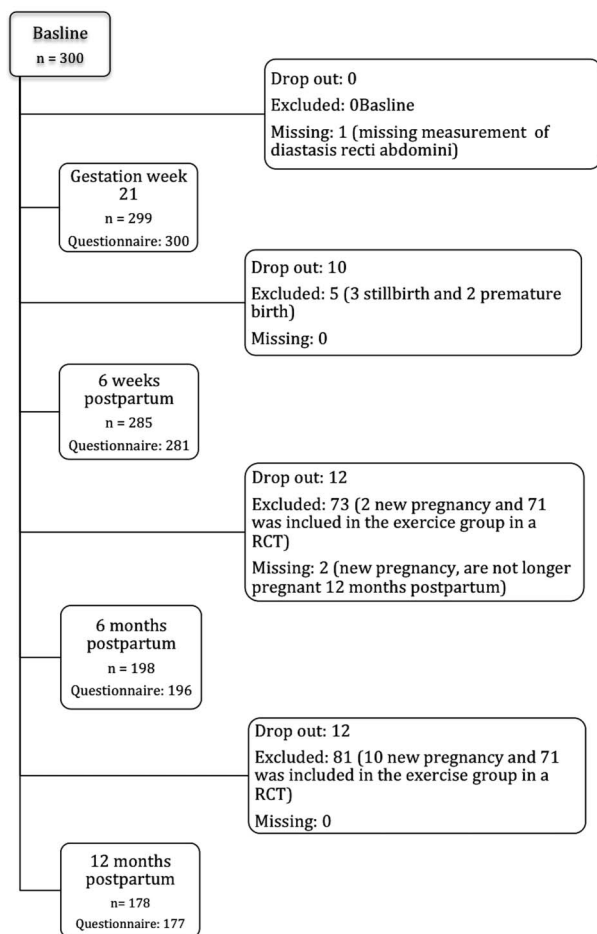 Basline
n = 300
Drop out: 0
Excluded: 0Basline
Missing: 1 (missing measurement of
diastasis recti abdomini)
Gestation week
21
n = 299
Questionnaire: 300
Drop out: 10
Excluded: 5 (3 stillbirth and 2 premature
birth)
Missing: 0
6 weeks
postpartum
n = 285
Questionnaire: 281
Drop out: 12
Excluded: 73 (2 new pregnancy and 71
was inclued in the exercice group in a
RCT)
Missing: 2 (new pregnancy, are not longer
pregnant 12 months postpartum)
6 months
postpartum
n = 198
Questionnaire: 196
Drop out: 12
Excluded: 81 (10 new pregnancy and 71
was included in the exercise group in a
RCT)
Missing: 0
12 months
postpartum
n= 178
Questionnaire: 177